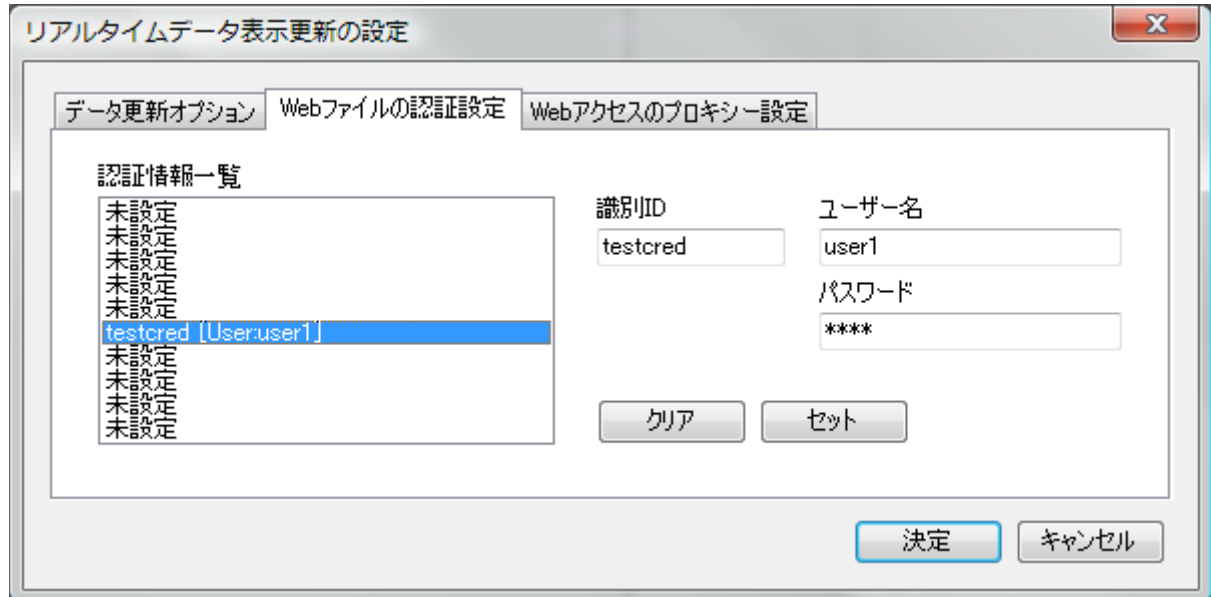 リアルタイムデータ表示更新の設定
データ更新オプション
Webファイルの認証設定
Webアクセスのプロキシー設定
認証情報一覧
未設定
未設定
未設定
未設定
未設定
testcred [User:user1]
未設定
未設定
未設定
未設定
識別ID
ユーザー名
testcred
user1
パスワード
****
クリア
セット
決定
キャンセル